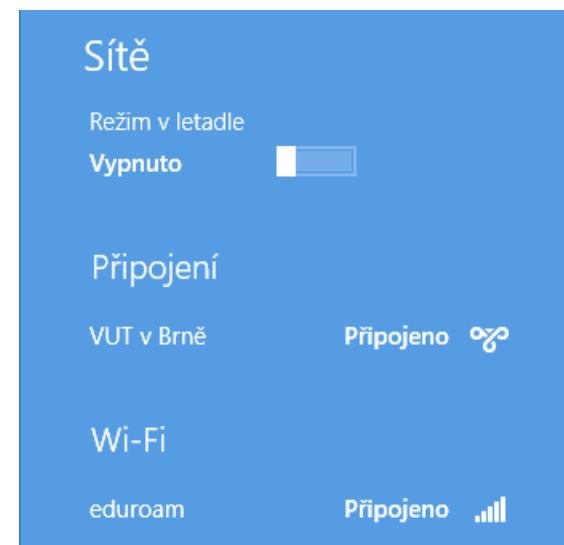 Sítě
Režim v letadle
Vypnuto
Připojení
VUT v Brně Připojeno
Wi-Fi
eduroam Připojeno